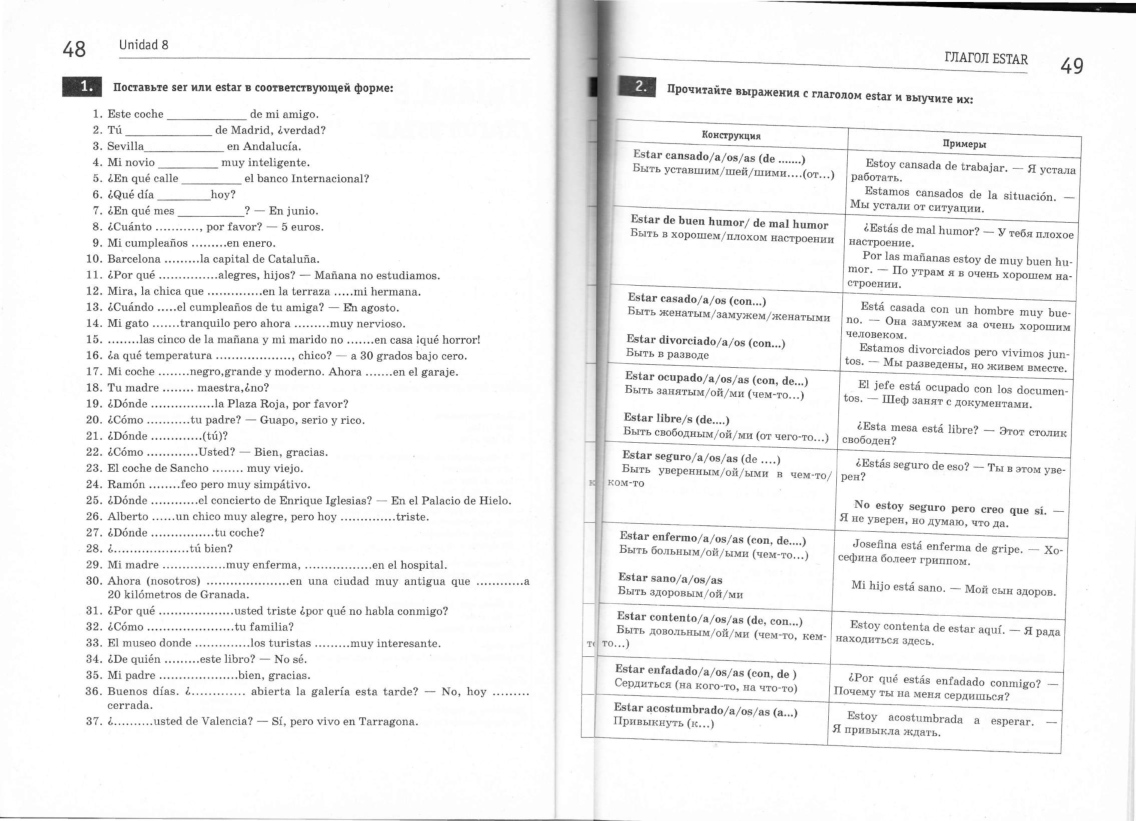 48 Unidad 8
1. Поставьте ser или estar в соответствующей форме:
1. Este coche _____________ de mi amigo.
2. Tú ______________ de Madrid, ¿verdad?
3. Sevilla_____________ en Andalucía.
4. Mi novio __________ muy inteligente.
5. ¿En qué calle __________ el banco Internacional?
6. ¿Qué día _________hoy?
7. ¿En qué mes ___________? — En junio.
8. ¿Cuánto ..........., por favor? — 5 euros.
9. Mi cumpleaños .........en enero.
10. Barcelona .........la capital de Cataluña.
11. ¿Por qué ...............alegres, hijos? — Mañana no estudiamos.
12. Mira, la chica que ..............en la terraza .....mi hermana.
13. ¿Cuándo .....el cumpleaños de tu amiga? — En agosto.
14. Mi gato .......tranquilo pero ahora .........muy nervioso.
15. ........las cinco de la mañana y mi marido no .......en casa ¡qué horror!
16. ¿a qué temperatura ..................., chico? — a 30 grados bajo cero.
17. Mi coche ........negro,grande y moderno. Ahora .......en el garaje.
18. Tu madre ........ maestra,¿no?
19. ¿Dónde ................la Plaza Roja, por favor?
20. ¿Cómo ...........tu padre? — Guapo, serio y rico.
21. ¿Dónde .............(tú)?
22. ¿Cómo .............Usted? — Bien, gracias.
23. El coche de Sancho ........ muy viejo.
24. Ramón ........feo pero muy simpátivo.
25. ¿Dónde ............el concierto de Enrique Iglesias? — En el Palacio de Hielo.
26. Alberto ......un chico muy alegre, pero hoy ..............triste.
27. ¿Dónde ................tu coche?
28. ¿...................tú bien?
29. Mi madre ................muy enferma, .................en el hospital.
30. Ahora (nosotros) .....................en una ciudad muy antigua que ............a
20 kilómetros de Granada.
31. ¿Por qué ...................usted triste ¿por qué no habla conmigo?
32. ¿Cómo ......................tu familia?
33. El museo donde ..............los turistas .........muy interesante.
34. ¿De quién .........este libro? — No sé.
35. Mi padre ....................bien, gracias.
36. Buenos días. ¿............. abierta la galería esta tarde? — No, hoy .........
cerrada.
37. ¿..........usted de Valencia? — Sí, pero vivo en Tarragona.
ГЛАГОЛ ESTAR 49
2. Прочитайте выражения с глаголом estar и выучите их:
Конструкция
Примеры
Estar cansado/a/os/as (de .......)
Быть уставшим/шей/шими....(от...)
Estoy cansada de trabajar. — Я устала
работать.
Estamos cansados de la situación. —
Мы устали от ситуации.
Estar de buen humor/ de mal humor
Быть в хорошем/плохом настроении
¿Estás de mal humor? — У тебя плохое
настроение.
Por las mañanas estoy de muy buen hu-
mor. — По утрам я в очень хорошем на-
строении.
Estar casado/a/os (con...)
Быть женатым/замужем/женатыми
Estar divorciado/a/os (con...)
Быть в разводе
Está casada con un hombre muy bue-
no. — Она замужем за очень хорошим
человеком.
Estamos divorciados pero vivimos jun-
tos. — Мы разведены, но живем вместе.
Estar ocupado/a/os/as (con, de...)
Быть занятым/ой/ми (чем-то...)
Estar libre/s (de....)
Быть свободным/ой/ми (от чего-то...)
El jefe está ocupado con los documen-
tos. — Шеф занят с документами.
¿Esta mesa está libre? — Этот столик
свободен?
Estar seguro/a/os/as (de ....)
Быть уверенным/ой/ыми в чем-то/
ком-то
¿Estás seguro de eso? — Ты в этом уве-
рен?
No estoy seguro pero creo que sí. —
Я не уверен, но думаю, что да.
Estar enfermo/a/os/as (con, de....)
Быть больным/ой/ыми (чем-то...)
Estar sano/a/os/as
Быть здоровым/ой/ми
Josefina está enferma de gripe. — Хо-
сефина болеет гриппом.
Mi hijo está sano. — Мой сын здоров.
Estar contento/a/os/as (de, con...)
Быть довольным/ой/ми (чем-то, кем-
то...)
Estoy contenta de estar aquí. — Я рада
находиться здесь.
Estar enfadado/a/os/as (con, de )
Сердиться (на кого-то, на что-то)
¿Por qué estás enfadado conmigo? —
Почему ты на меня сердишься?
Estar acostumbrado/a/os/as (a...)
Привыкнуть (к...)
Estoy acostumbrada a esperar. —
Я привыкла ждать.